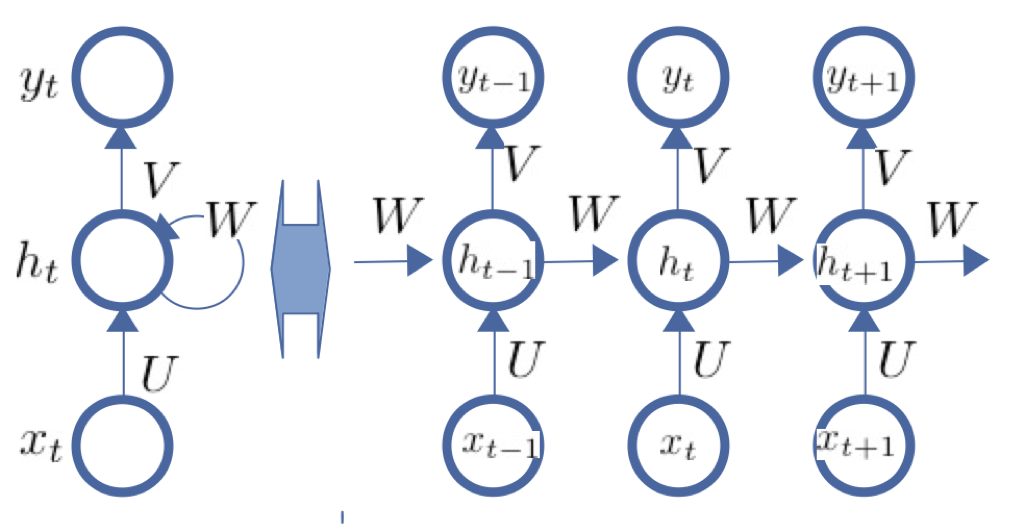 y_t y_{t-1} y_t y_{t+1}
V V V V
W W W W W
h_t h_{t-1} h_t h_{t+1}
U U U U
x_t x_{t-1} x_t x_{t+1}